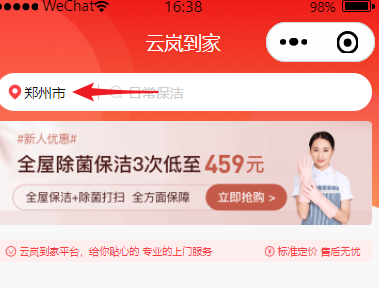 WeChat 16:38 98%
云岚到家
郑州市 日常保洁
#新人优惠#
全屋除菌保洁3次低至 459元
全屋保洁+除菌打扫 全方面保障 立即抢购 >
云岚到家平台，给你贴心的 专业的上门服务 标准定价 售后无忧